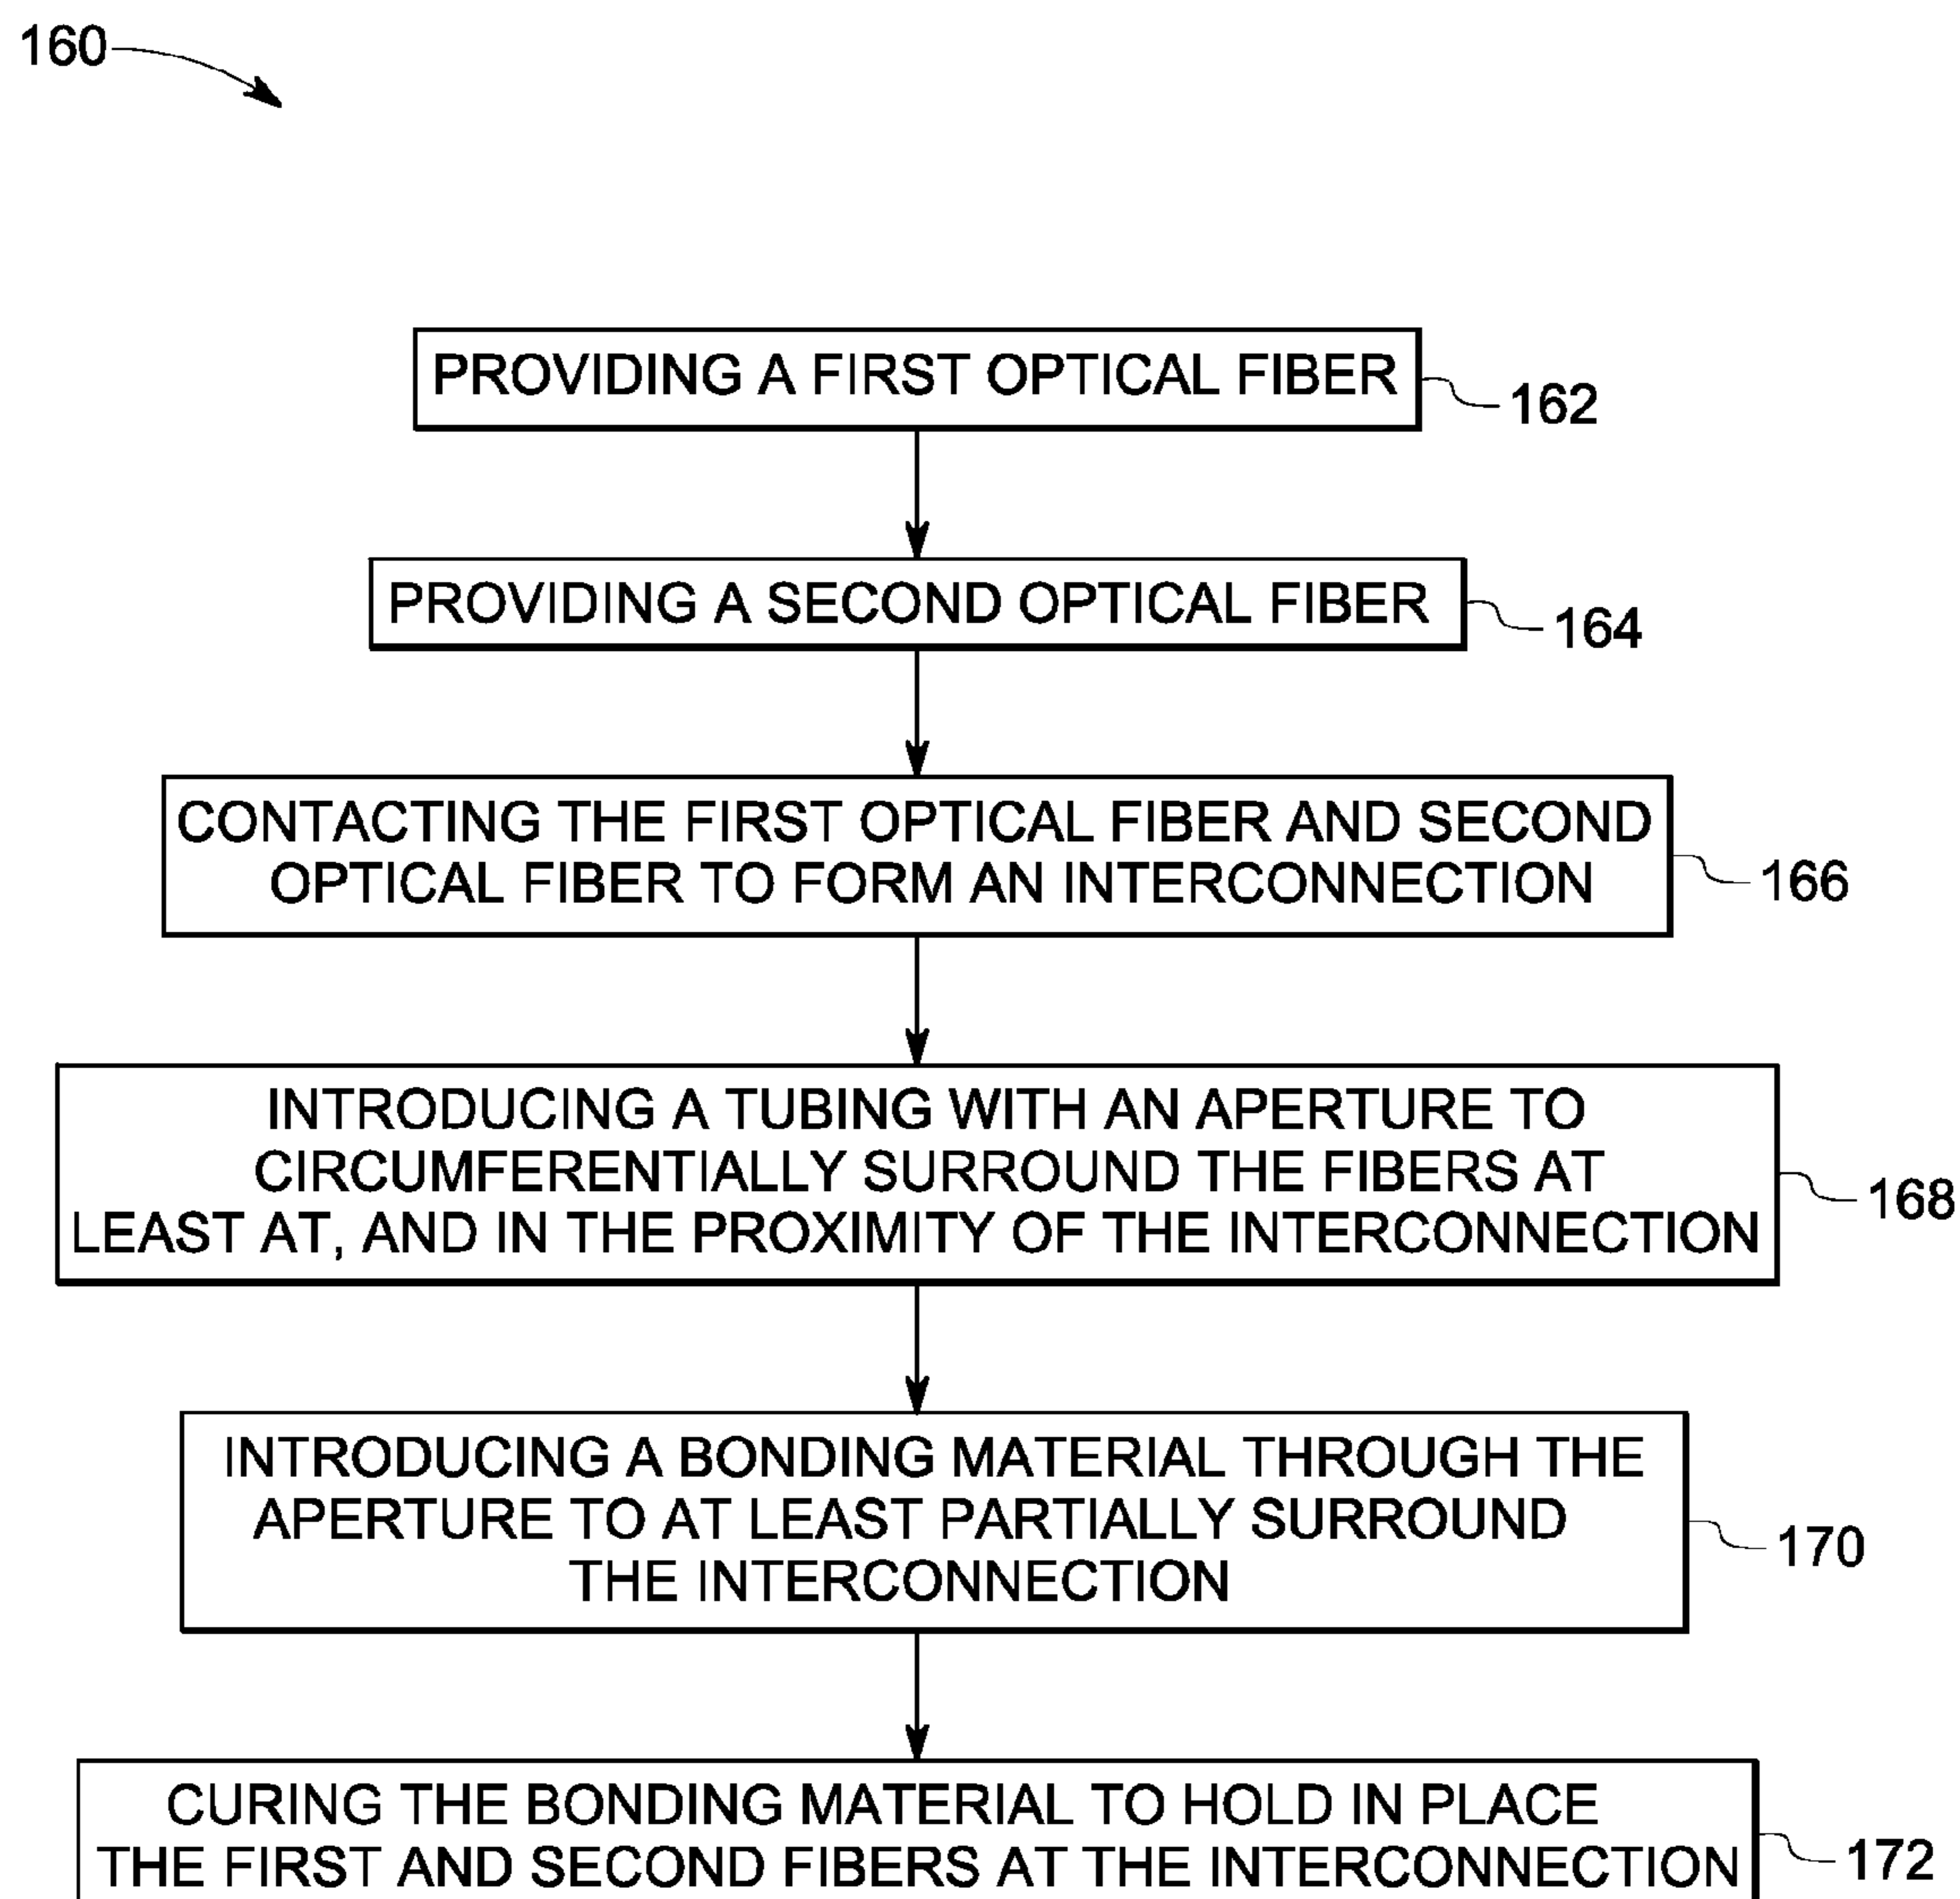 160
PROVIDING A FIRST OPTICAL FIBER
162
PROVIDING A SECOND OPTICAL FIBER
164
CONTACTING THE FIRST OPTICAL FIBER AND SECOND
OPTICAL FIBER TO FORM AN INTERCONNECTION
166
INTRODUCING A TUBING WITH AN APERTURE TO
CIRCUMFERENTIALLY SURROUND THE FIBERS AT
LEAST AT, AND IN THE PROXIMITY OF THE INTERCONNECTION
168
INTRODUCING A BONDING MATERIAL THROUGH THE
APERTURE TO AT LEAST PARTIALLY SURROUND
THE INTERCONNECTION
170
CURING THE BONDING MATERIAL TO HOLD IN PLACE
THE FIRST AND SECOND FIBERS AT THE INTERCONNECTION
172